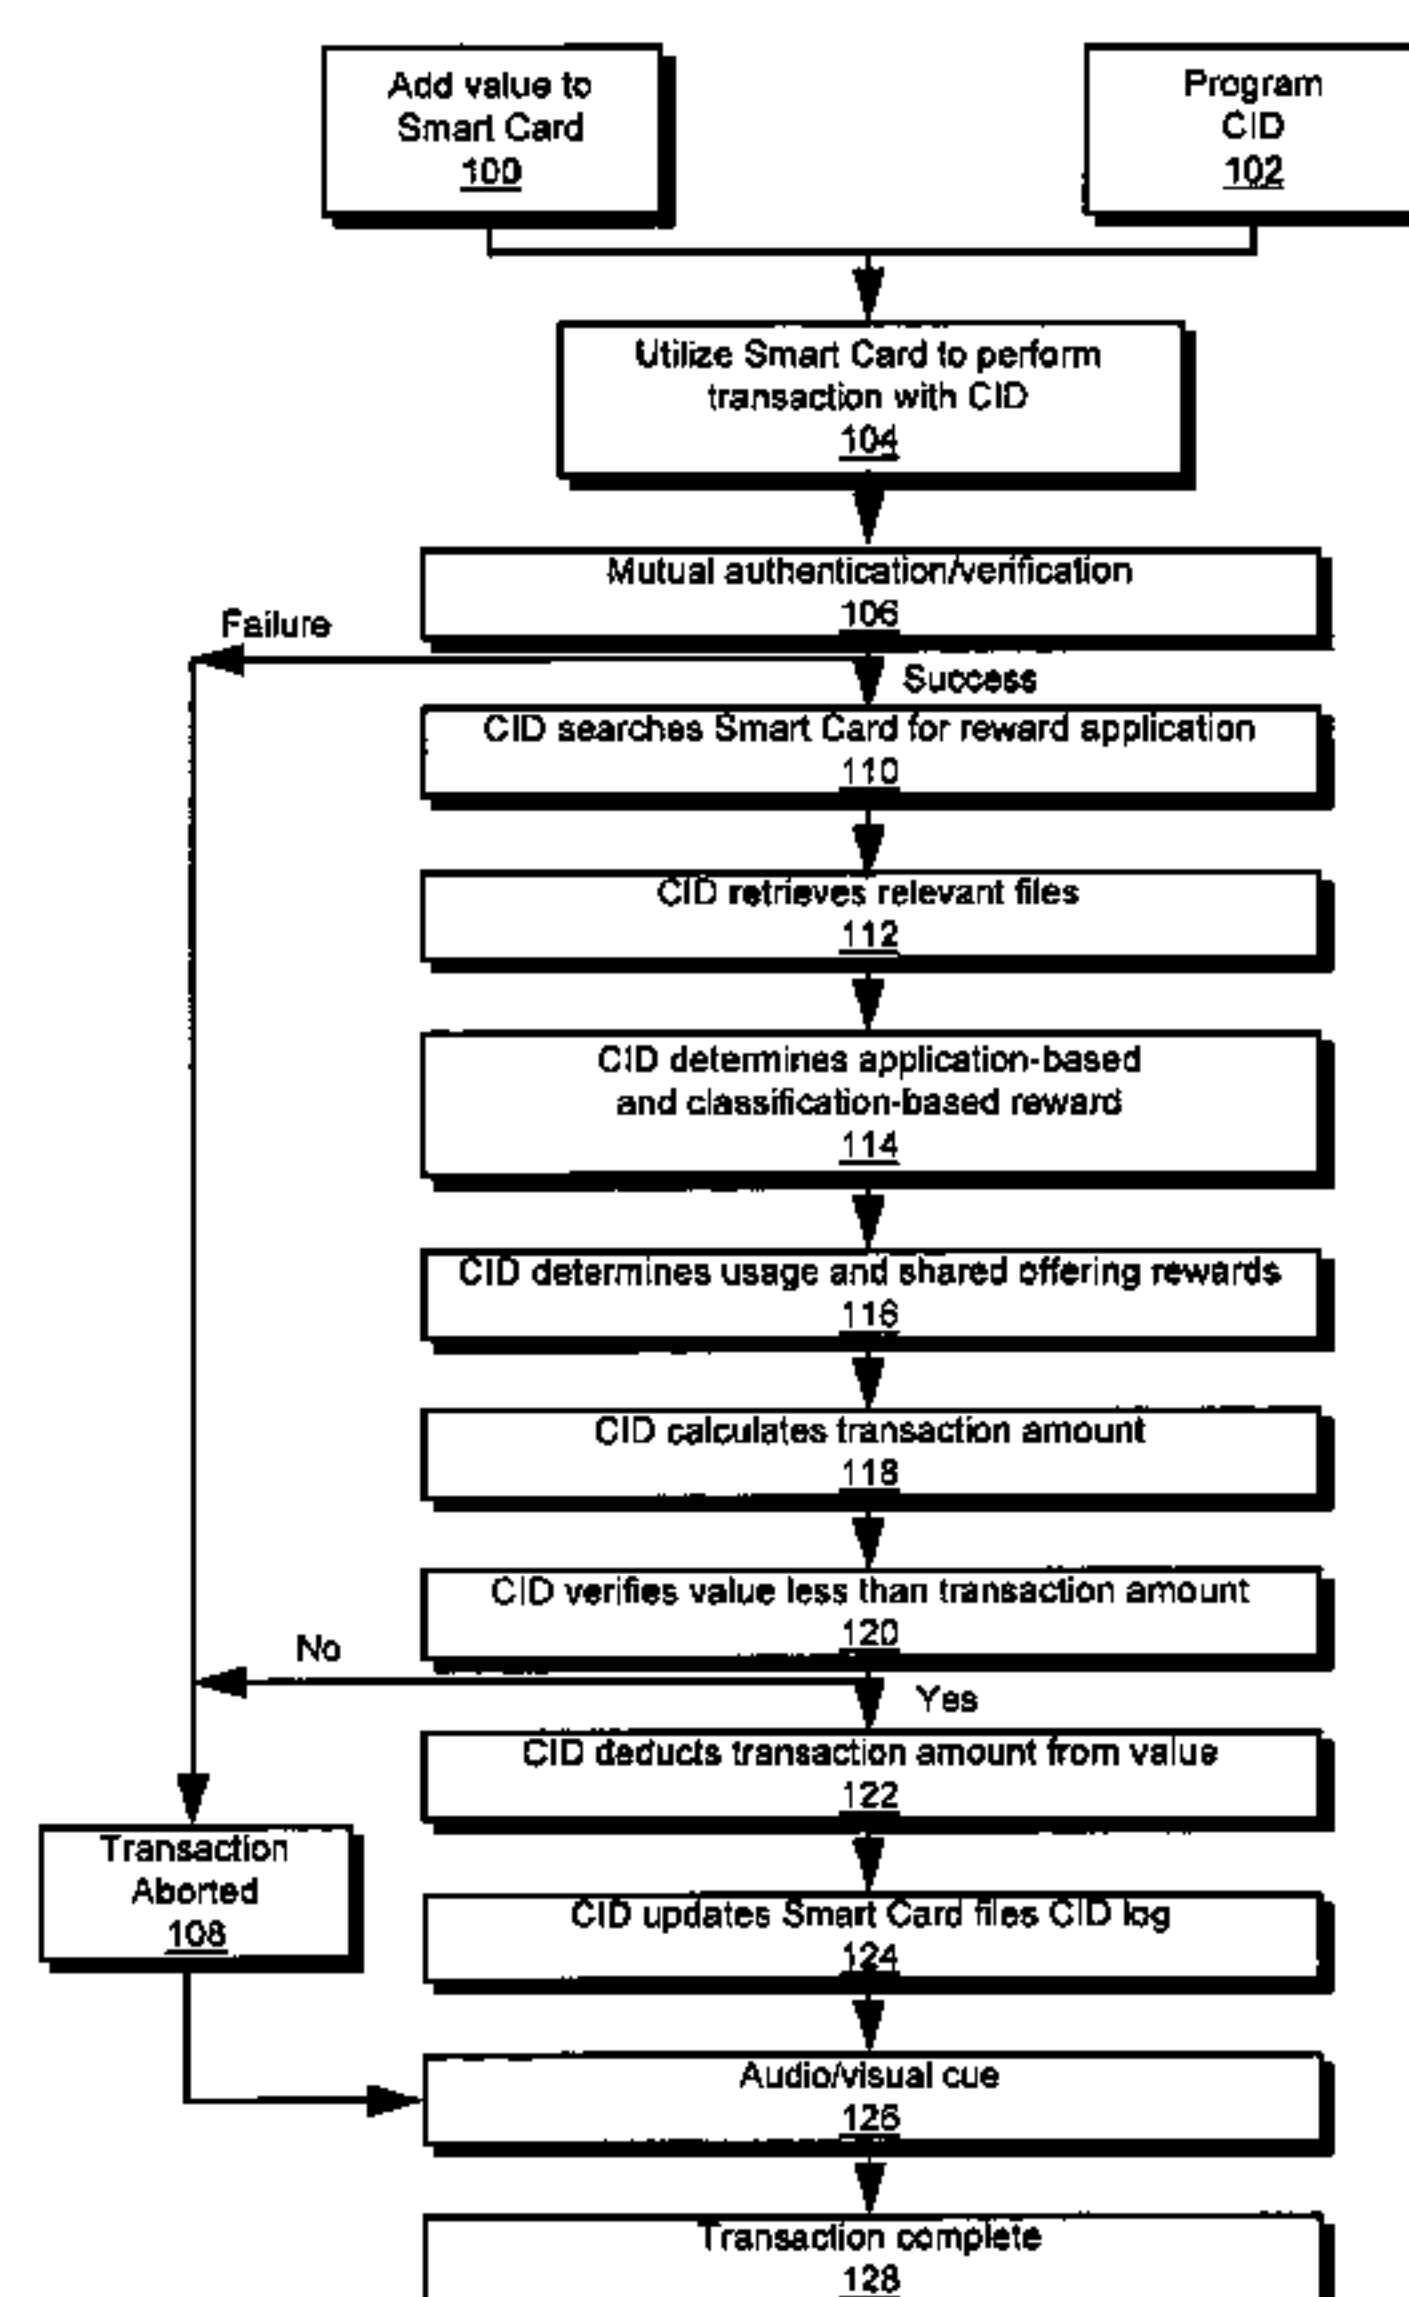 Add value to
Smart Card
100
Program
CID
102
Utilize Smart Card to perform
transaction with CID
104
Mutual authentication/verification
106
Failure
Success
CID searches Smart Card for reward application
110
CID retrieves relevant files
112
CID determines application-based
and classification-based reward
114
CID determines usage and shared offering rewards
116
CID calculates transaction amount
118
CID verifies value less than transaction amount
120
No
Yes
CID deducts transaction amount from value
122
Transaction
Aborted
108
CID updates Smart Card files CID log
124
Audio/visual cue
126
Transaction complete
128